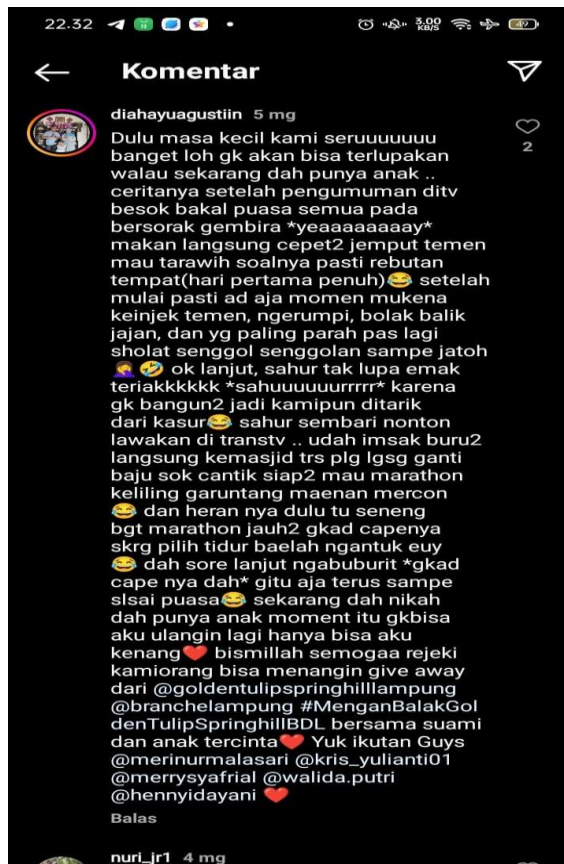 22.32
3.00
KB/S
49
Komentar
diahayuagustiin 5 mg
Dulu masa kecil kami seruuuuuuu
banget loh gk akan bisa terlupakan
walau sekarang dah punya anak ..
ceritanya setelah pengumuman ditv
besok bakal puasa semua pada
bersorak gembira *yeaaaaaaaay*
makan langsung cepet2 jemput temen
mau tarawih soalnya pasti rebutan
tempat(hari pertama penuh)😂 setelah
mulai pasti ad aja momen mukena
keinjek temen, ngerumpi, bolak balik
jajan, dan yg paling parah pas lagi
sholat senggol senggolan sampe jatoh
🤦‍♀️🤣 ok lanjut, sahur tak lupa emak
teriakkkkkk *sahuuuuuurrrrr* karena
gk bangun2 jadi kamipun ditarik
dari kasur😂 sahur sembari nonton
lawakan di transtv .. udah imsak buru2
langsung kemasjid trs plg lgsg ganti
baju sok cantik siap2 mau marathon
keliling garuntang maenan mercon
😂 dan heran nya dulu tu seneng
bgt marathon jauh2 gkad capenya
skrg pilih tidur baelah ngantuk euy
😂 dah sore lanjut ngabuburit *gkad
cape nya dah* gitu aja terus sampe
slsai puasa😂 sekarang dah nikah
dah punya anak moment itu gkbisa
aku ulangin lagi hanya bisa aku
kenang❤️ bismillah semogaa rejeki
kamiorang bisa menangin give away
dari @goldentulipspringhilllampung
@branchelampung #MenganBalakGol
denTulipSpringhillBDL bersama suami
dan anak tercinta❤️ Yuk ikutan Guys
@merinurmalasari @kris_yulianti01
@merrysyafrial @walida.putri
@hennyidayani ❤️
2
Balas
nuri_jr1 4 mg